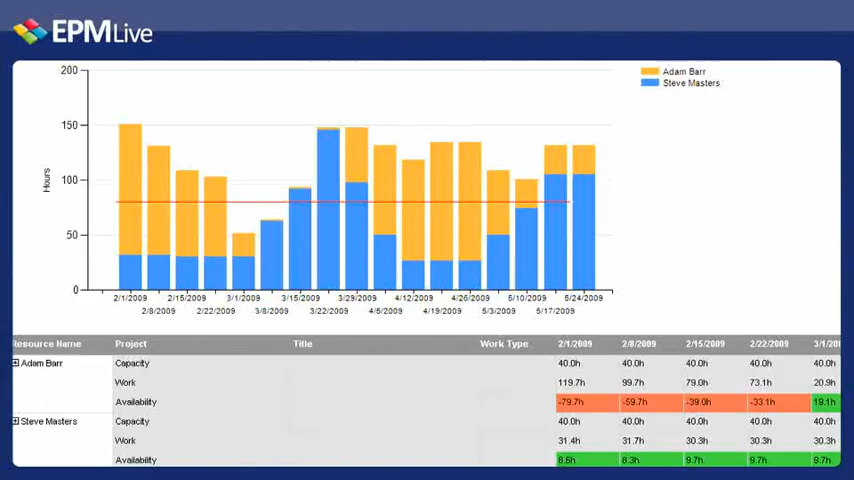 EPMLive
200
150
100
50
0
Hours
Adam Barr
Steve Masters
2/1/2009 2/15/2009 3/1/2009 3/15/2009 3/29/2009 4/12/2009 4/26/2009 5/10/2009 5/24/2009
2/8/2009 2/22/2009 3/8/2009 3/22/2009 4/5/2009 4/19/2009 5/3/2009 5/17/2009
Resource Name Project Title Work Type 2/1/2009 2/8/2009 2/15/2009 2/22/2009 3/1/20
Adam Barr Capacity 40.0h 40.0h 40.0h 40.0h 40.0h
Work 119.7h 99.7h 79.0h 73.1h 20.9h
Availability -79.7h -59.7h -39.0h -33.1h 19.1h
Steve Masters Capacity 40.0h 40.0h 40.0h 40.0h 40.0h
Work 31.4h 31.7h 30.3h 30.3h 30.3h
Availability 8.6h 8.3h 9.7h 9.7h 9.7h